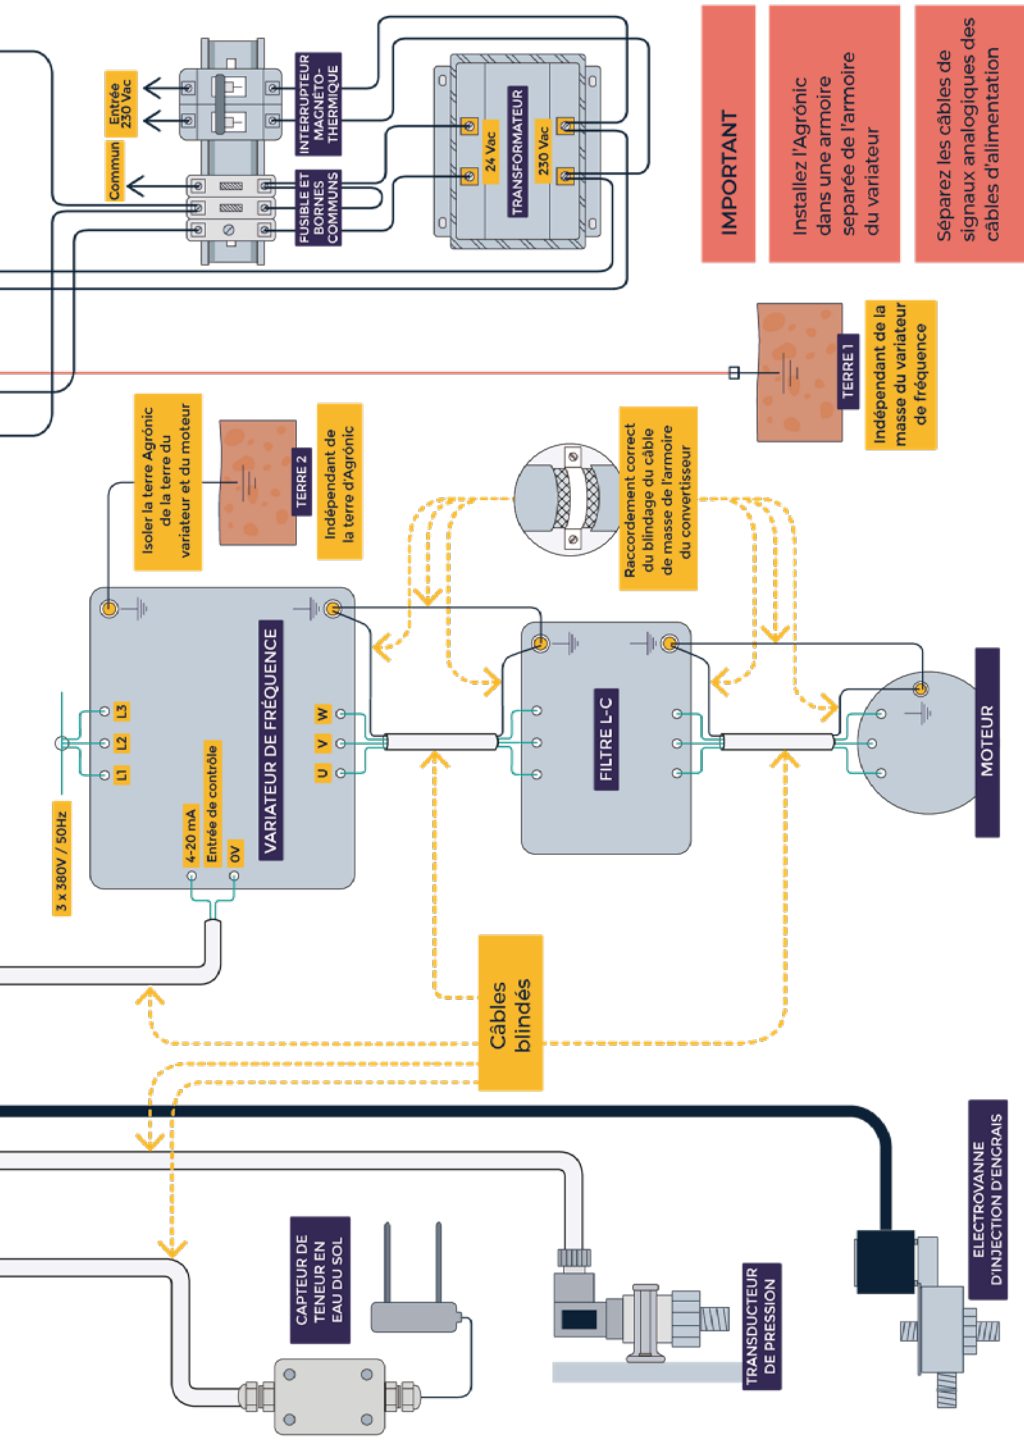 Entrée
230 Vac
Commun
INTERRUPTEUR
MAGNÉTO-
THERMIQUE
FUSIBLE ET
BORNES
COMMUNS
24 Vac
230 Vac
TRANSFORMATEUR
IMPORTANT
Installez l'Agrónic
dans une armoire
separée de l'armoire
du variateur
Séparez les câbles de
signaux analogiques des
câbles d'alimentation
TERRE 1
Indépendant de la
masse du variateur
de fréquence
Isoler la terre Agrónic
de la terre du
variateur et du moteur
TERRE 2
Indépendant de
la terre d'Agrónic
Raccordement correct
du blindage du câble
de masse de l'armoire
du convertisseur
3 x 380V / 50Hz
L1
L2
L3
4-20 mA
Entrée de contrôle
0V
VARIATEUR DE FRÉQUENCE
U
V
W
FILTRE L-C
MOTEUR
Câbles
blindés
CAPTEUR DE
TENEUR EN
EAU DU SOL
TRANSDUCTEUR
DE PRESSION
ELECTROVANNE
D'INJECTION D'ENGRAIS